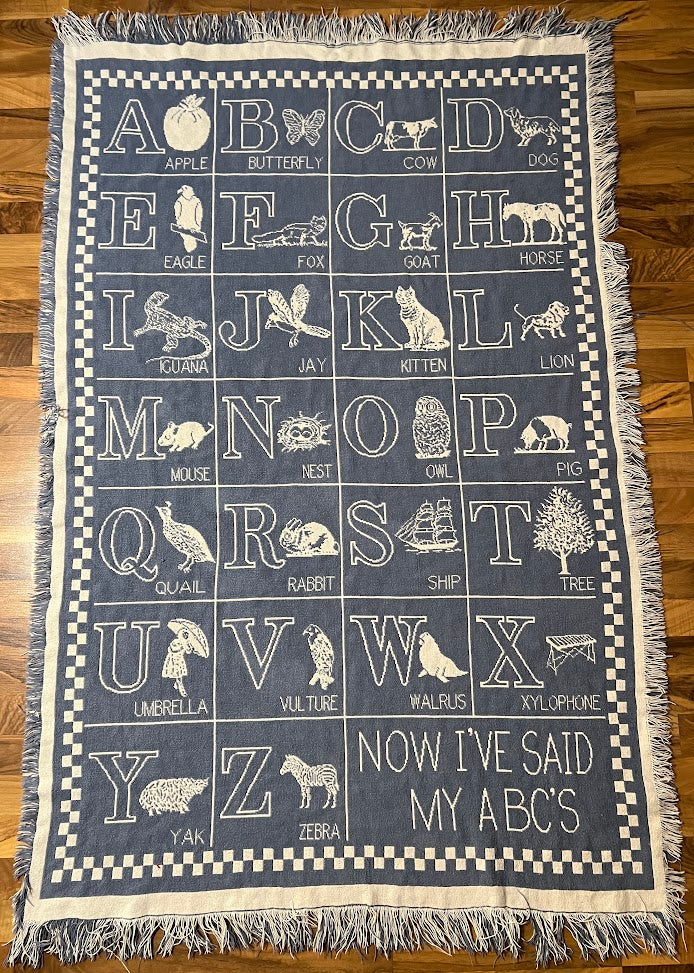 A B C D
APPLE BUTTERFLY COW DOG
E F G H
EAGLE FOX GOAT HORSE
I J K L
IGUANA JAY KITTEN LION
M N O P
MOUSE NEST OWL PIG
Q R S T
QUAIL RABBIT SHIP TREE
U V W X
UMBRELLA VULTURE WALRUS XYLOPHONE
Y Z
YAK ZEBRA
NOW I'VE SAID
MY ABC'S